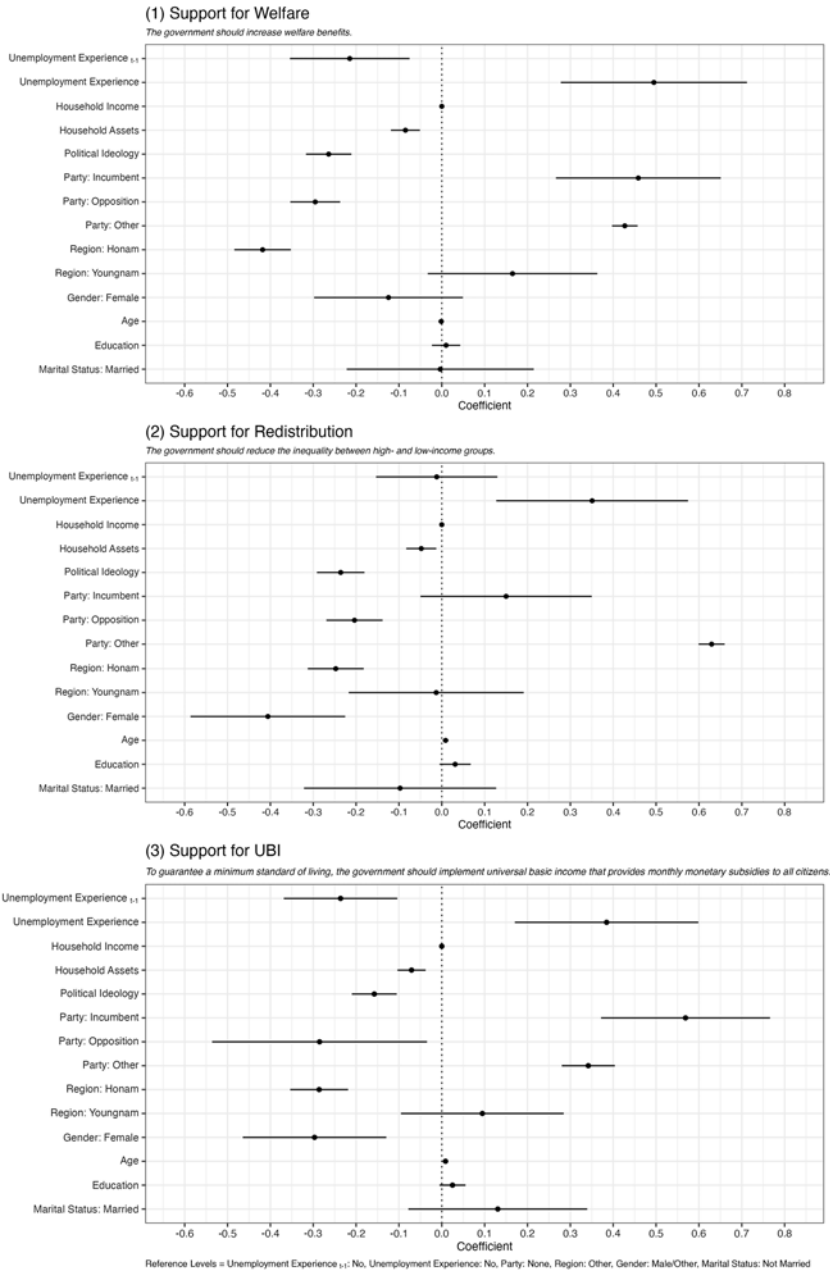 (1) Support for Welfare
The government should increase welfare benefits.
Unemployment Experience t-1
Unemployment Experience
Household Income
Household Assets
Political Ideology
Party: Incumbent
Party: Opposition
Party: Other
Region: Honam
Region: Youngnam
Gender: Female
Age
Education
Marital Status: Married
-0.6 -0.5 -0.4 -0.3 -0.2 -0.1 0.0 0.1 0.2 0.3 0.4 0.5 0.6 0.7 0.8
Coefficient
(2) Support for Redistribution
The government should reduce the inequality between high- and low-income groups.
Unemployment Experience t-1
Unemployment Experience
Household Income
Household Assets
Political Ideology
Party: Incumbent
Party: Opposition
Party: Other
Region: Honam
Region: Youngnam
Gender: Female
Age
Education
Marital Status: Married
-0.6 -0.5 -0.4 -0.3 -0.2 -0.1 0.0 0.1 0.2 0.3 0.4 0.5 0.6 0.7 0.8
Coefficient
(3) Support for UBI
To guarantee a minimum standard of living, the government should implement universal basic income that provides monthly monetary subsidies to all citizens.
Unemployment Experience t-1
Unemployment Experience
Household Income
Household Assets
Political Ideology
Party: Incumbent
Party: Opposition
Party: Other
Region: Honam
Region: Youngnam
Gender: Female
Age
Education
Marital Status: Married
-0.6 -0.5 -0.4 -0.3 -0.2 -0.1 0.0 0.1 0.2 0.3 0.4 0.5 0.6 0.7 0.8
Coefficient
Reference Levels = Unemployment Experience t-1: No, Unemployment Experience: No, Party: None, Region: Other, Gender: Male/Other, Marital Status: Not Married